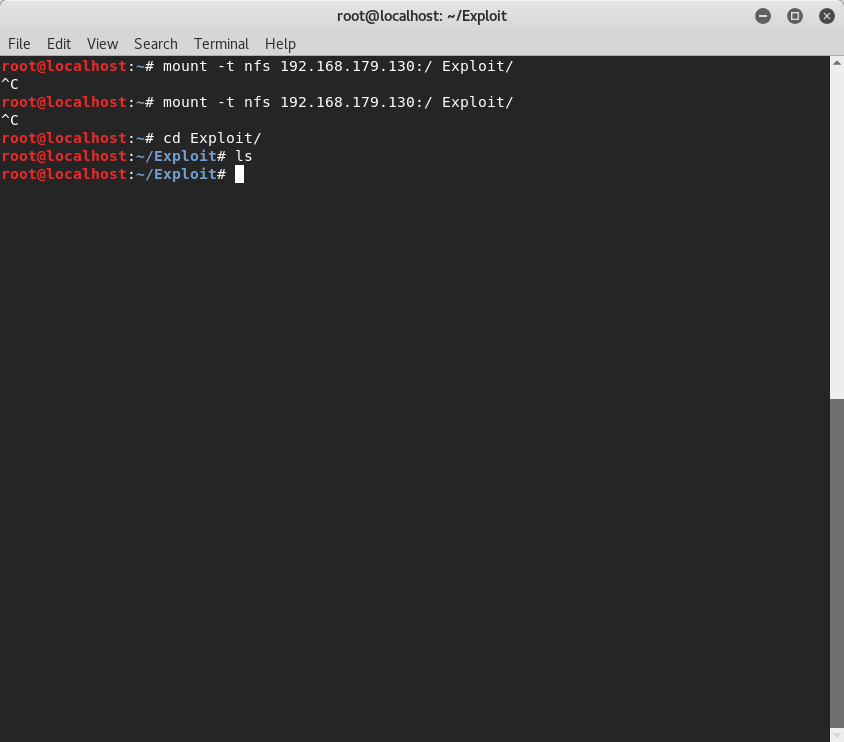 root@localhost: ~/Exploit
File Edit View Search Terminal Help
root@localhost:~# mount -t nfs 192.168.179.130:/ Exploit/
^C
root@localhost:~# mount -t nfs 192.168.179.130:/ Exploit/
^C
root@localhost:~# cd Exploit/
root@localhost:~/Exploit# ls
root@localhost:~/Exploit#